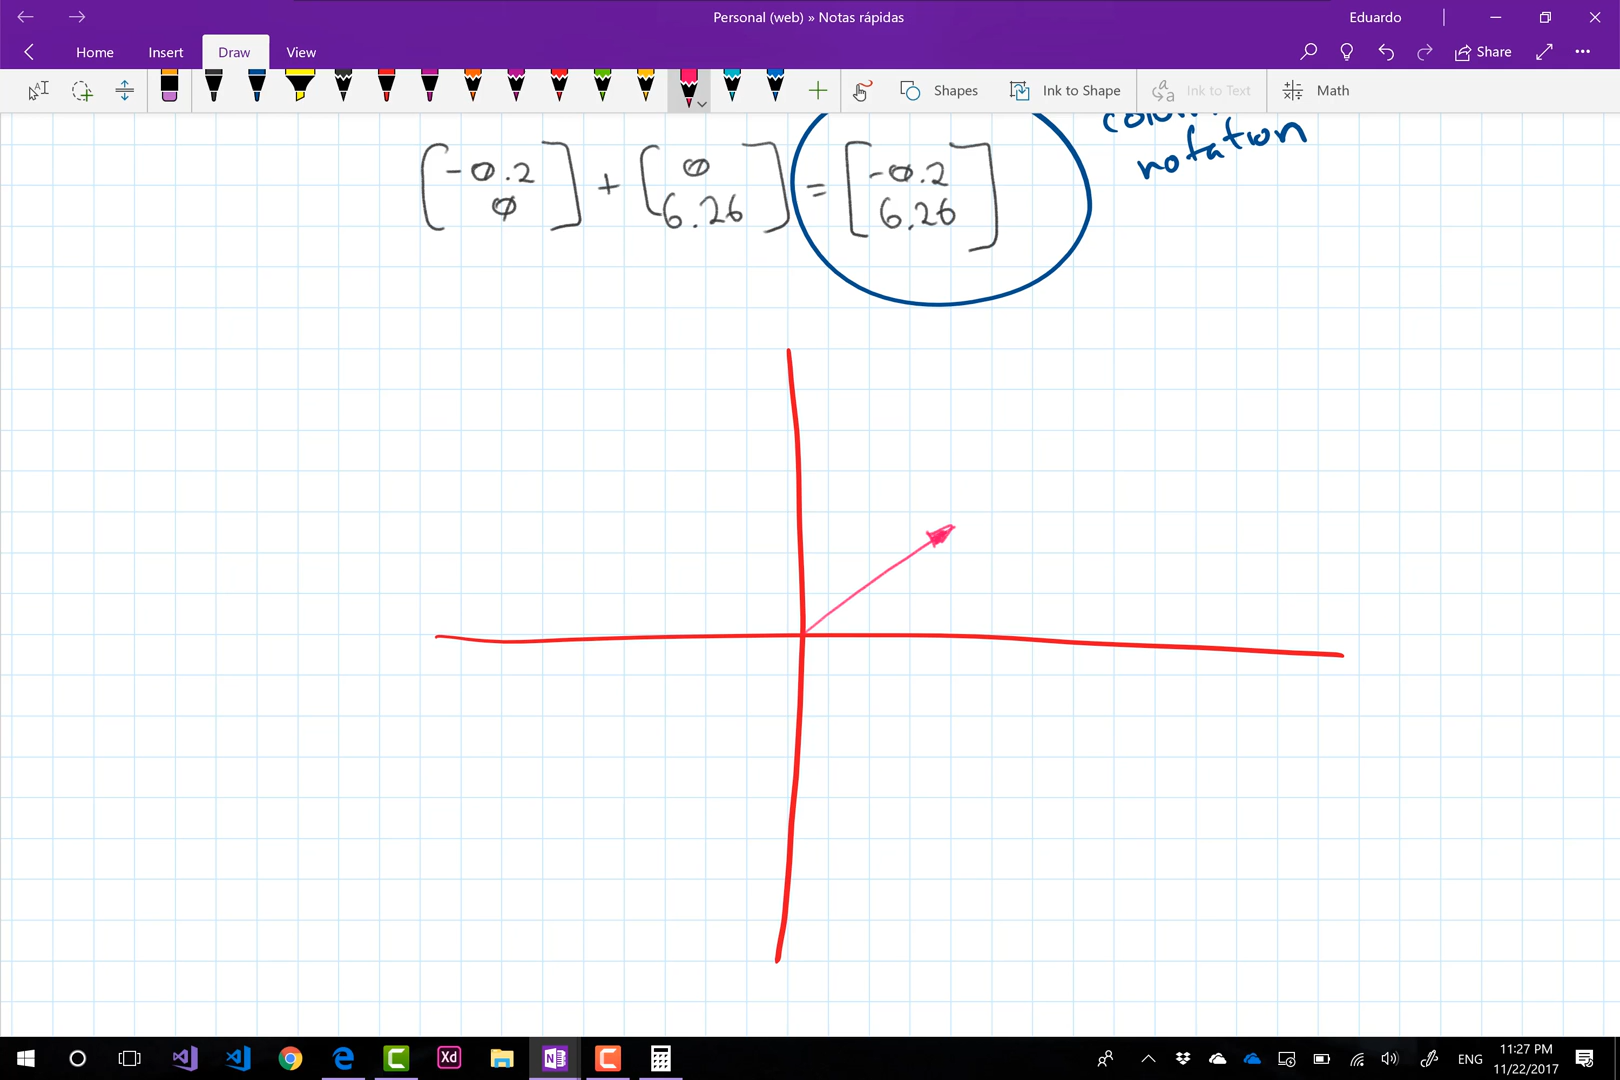 Personal (web) » Notas rápidas
Eduardo
Home Insert Draw View
Share
Shapes Ink to Shape Ink to Text Math
notation
[-0.2 0] + [0 6.26] = [-0.2 6.26]
Xd
N
ENG
11:27 PM
11/22/2017